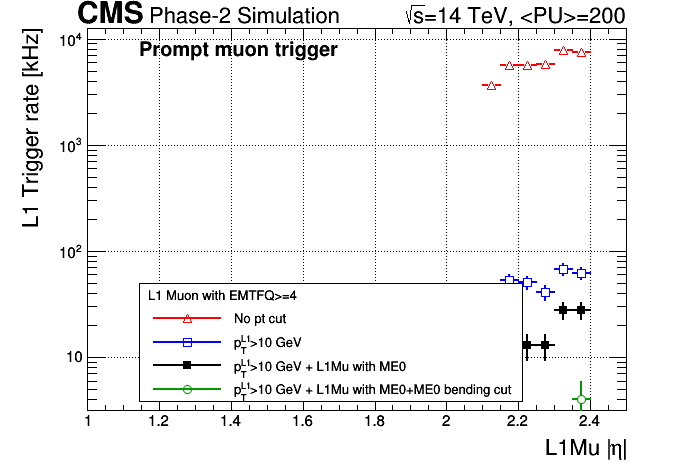 CMS Phase-2 Simulation √s=14 TeV, <PU>=200
Prompt muon trigger
L1 Trigger rate [kHz]
10⁴
10³
10²
10
L1 Muon with EMTFQ>=4
No pt cut
p_T^L1>10 GeV
p_T^L1>10 GeV + L1Mu with ME0
p_T^L1>10 GeV + L1Mu with ME0+ME0 bending cut
1 1.2 1.4 1.6 1.8 2 2.2 2.4
L1Mu |η|